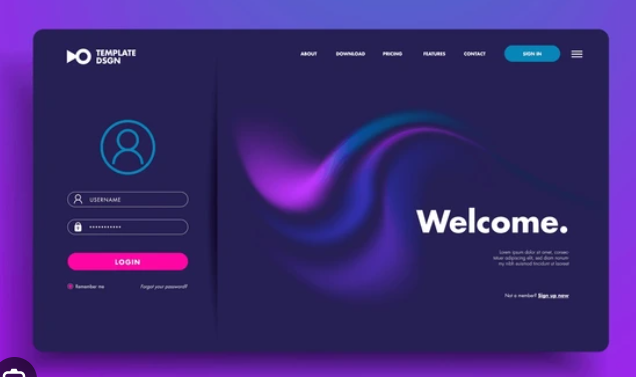 TEMPLATE
DSGN
ABOUT
DOWNLOAD
PRICING
FEATURES
CONTACT
SIGN IN
USERNAME
***********
LOGIN
Remember me
Forgot your password?
Welcome.
Lorem ipsum dolor sit amet, consec
adipiscing elit, sed diam nonum
my nibh euismod tincidunt ut laoreet
Not a member? Sign up now